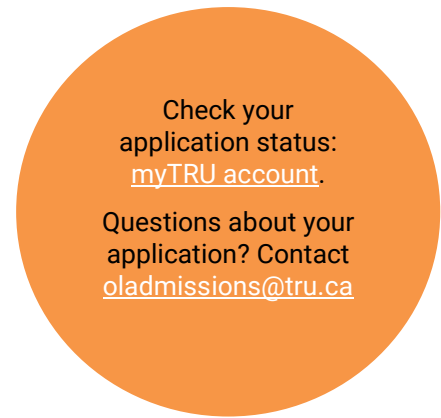 Check your
application status:
myTRU account.
Questions about your
application? Contact
oladmissions@tru.ca